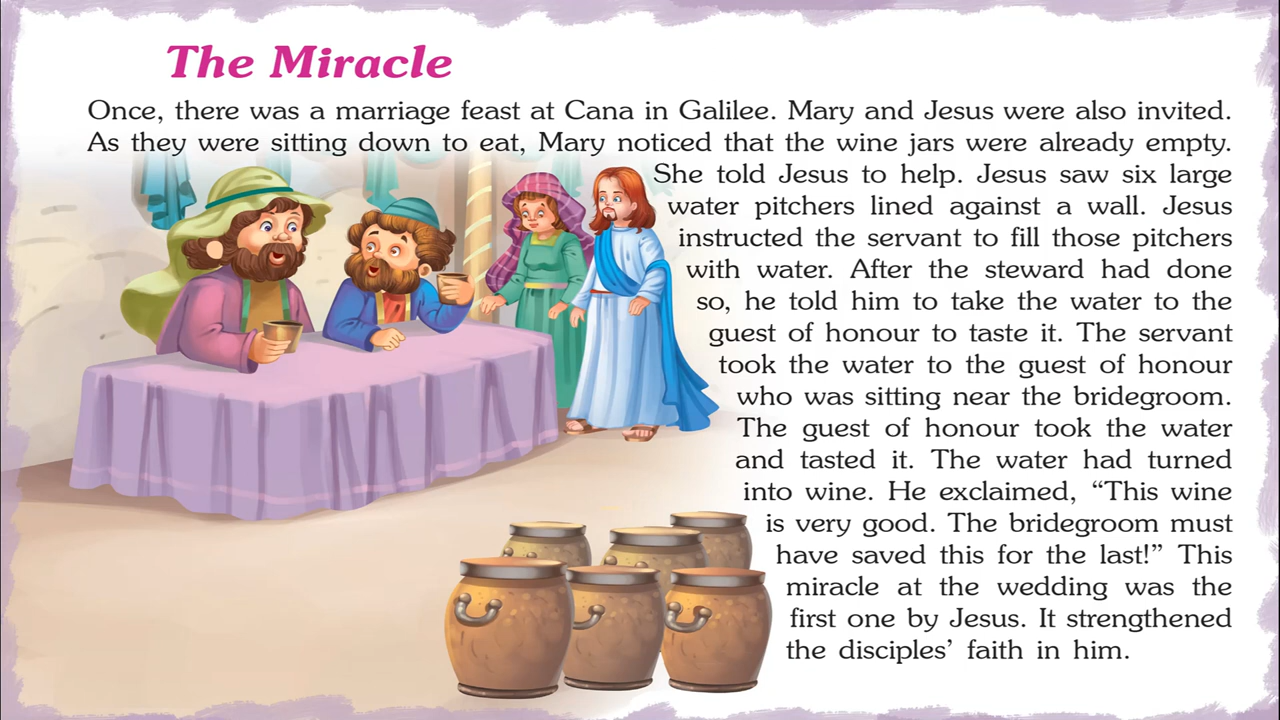 The Miracle
Once, there was a marriage feast at Cana in Galilee. Mary and Jesus were also invited.
As they were sitting down to eat, Mary noticed that the wine jars were already empty.
She told Jesus to help. Jesus saw six large
water pitchers lined against a wall. Jesus
instructed the servant to fill those pitchers
with water. After the steward had done
so, he told him to take the water to the
guest of honour to taste it. The servant
took the water to the guest of honour
who was sitting near the bridegroom.
The guest of honour took the water
and tasted it. The water had turned
into wine. He exclaimed, “This wine
is very good. The bridegroom must
have saved this for the last!” This
miracle at the wedding was the
first one by Jesus. It strengthened
the disciples’ faith in him.